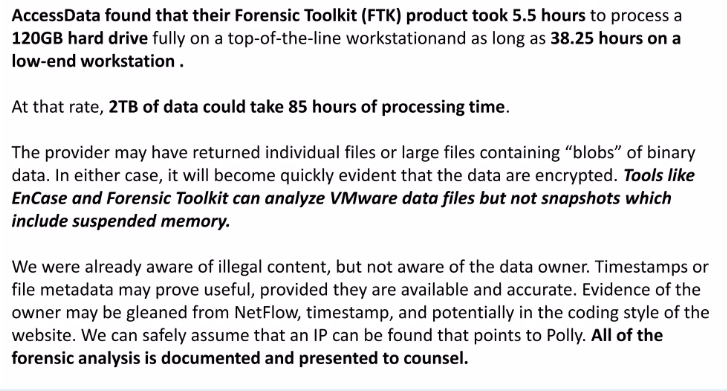 AccessData found that their Forensic Toolkit (FTK) product took 5.5 hours to process a
120GB hard drive fully on a top-of-the-line workstationand as long as 38.25 hours on a
low-end workstation .
At that rate, 2TB of data could take 85 hours of processing time.
The provider may have returned individual files or large files containing “blobs” of binary
data. In either case, it will become quickly evident that the data are encrypted. Tools like
EnCase and Forensic Toolkit can analyze VMware data files but not snapshots which
include suspended memory.
We were already aware of illegal content, but not aware of the data owner. Timestamps or
file metadata may prove useful, provided they are available and accurate. Evidence of the
owner may be gleaned from NetFlow, timestamp, and potentially in the coding style of the
website. We can safely assume that an IP can be found that points to Polly. All of the
forensic analysis is documented and presented to counsel.